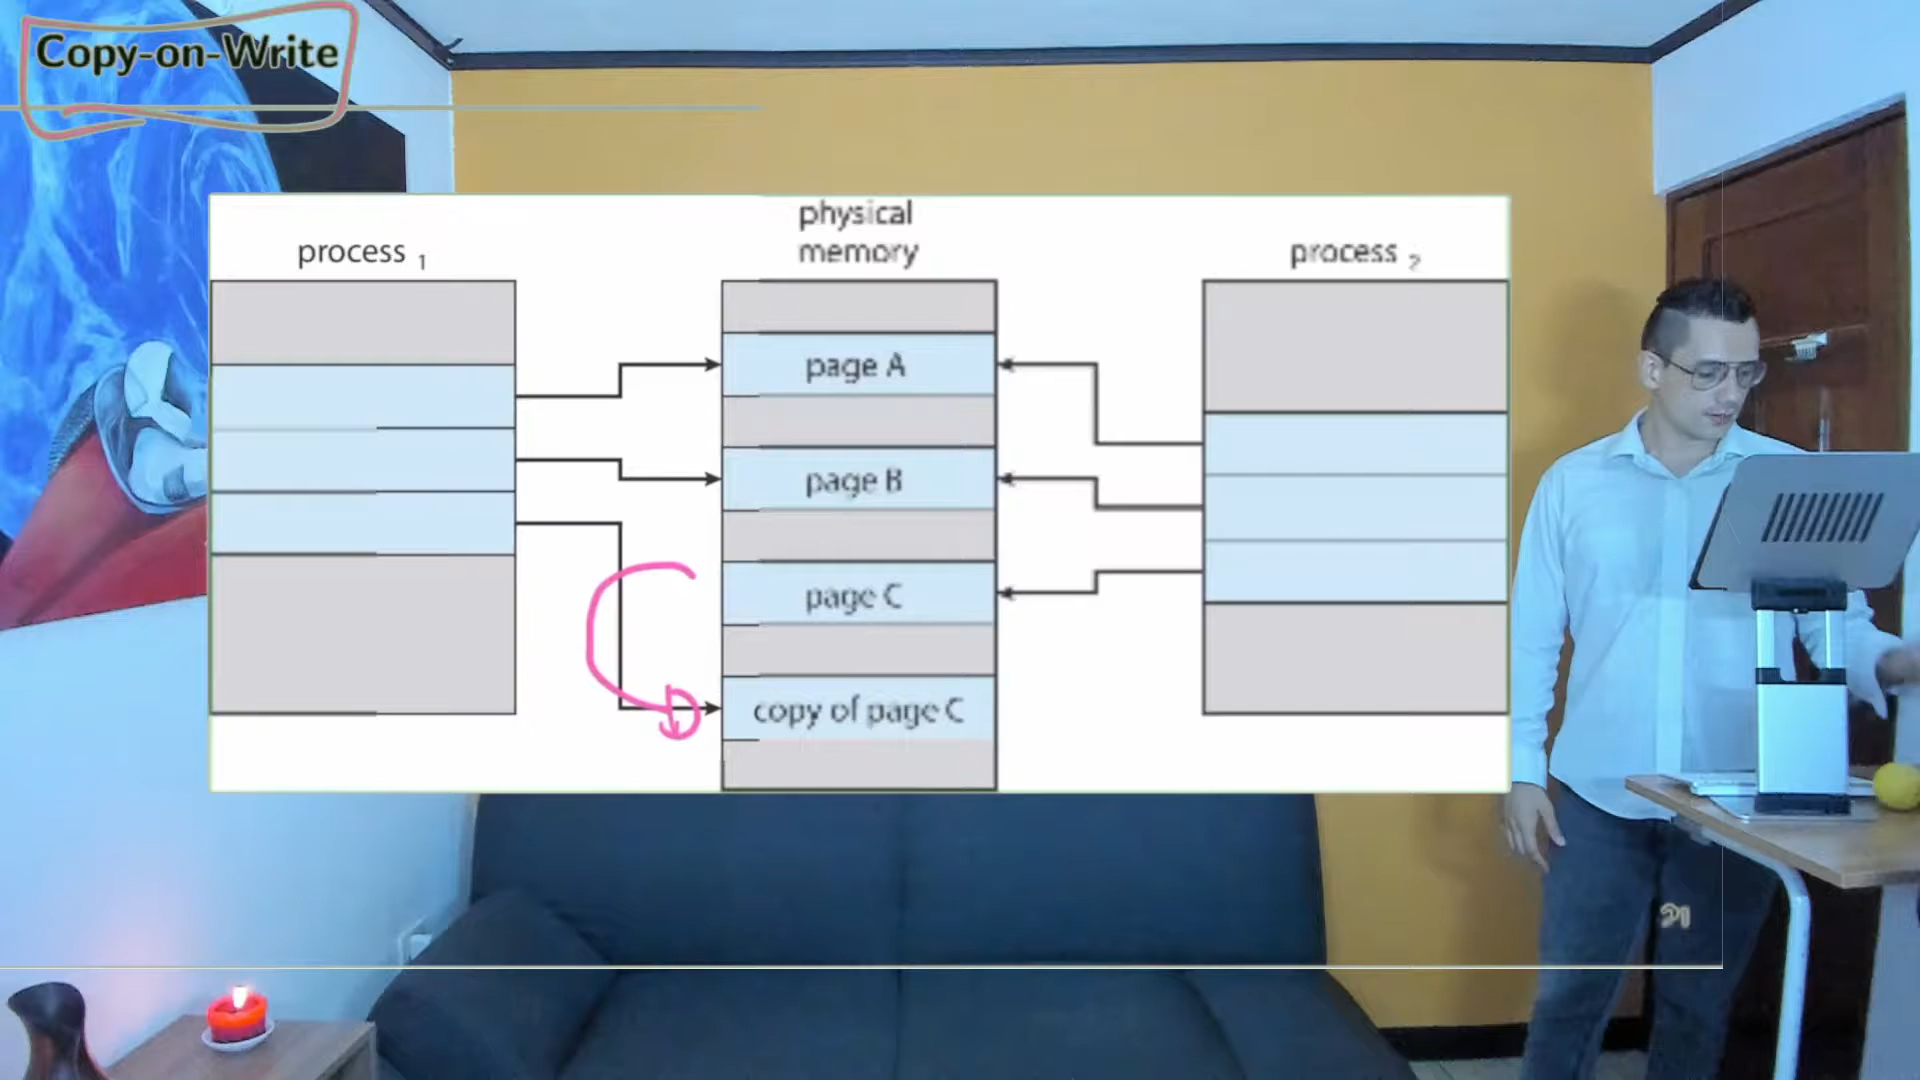 Copy-on-Write
physical
memory
process 1
process 2
page A
page B
page C
copy of page C